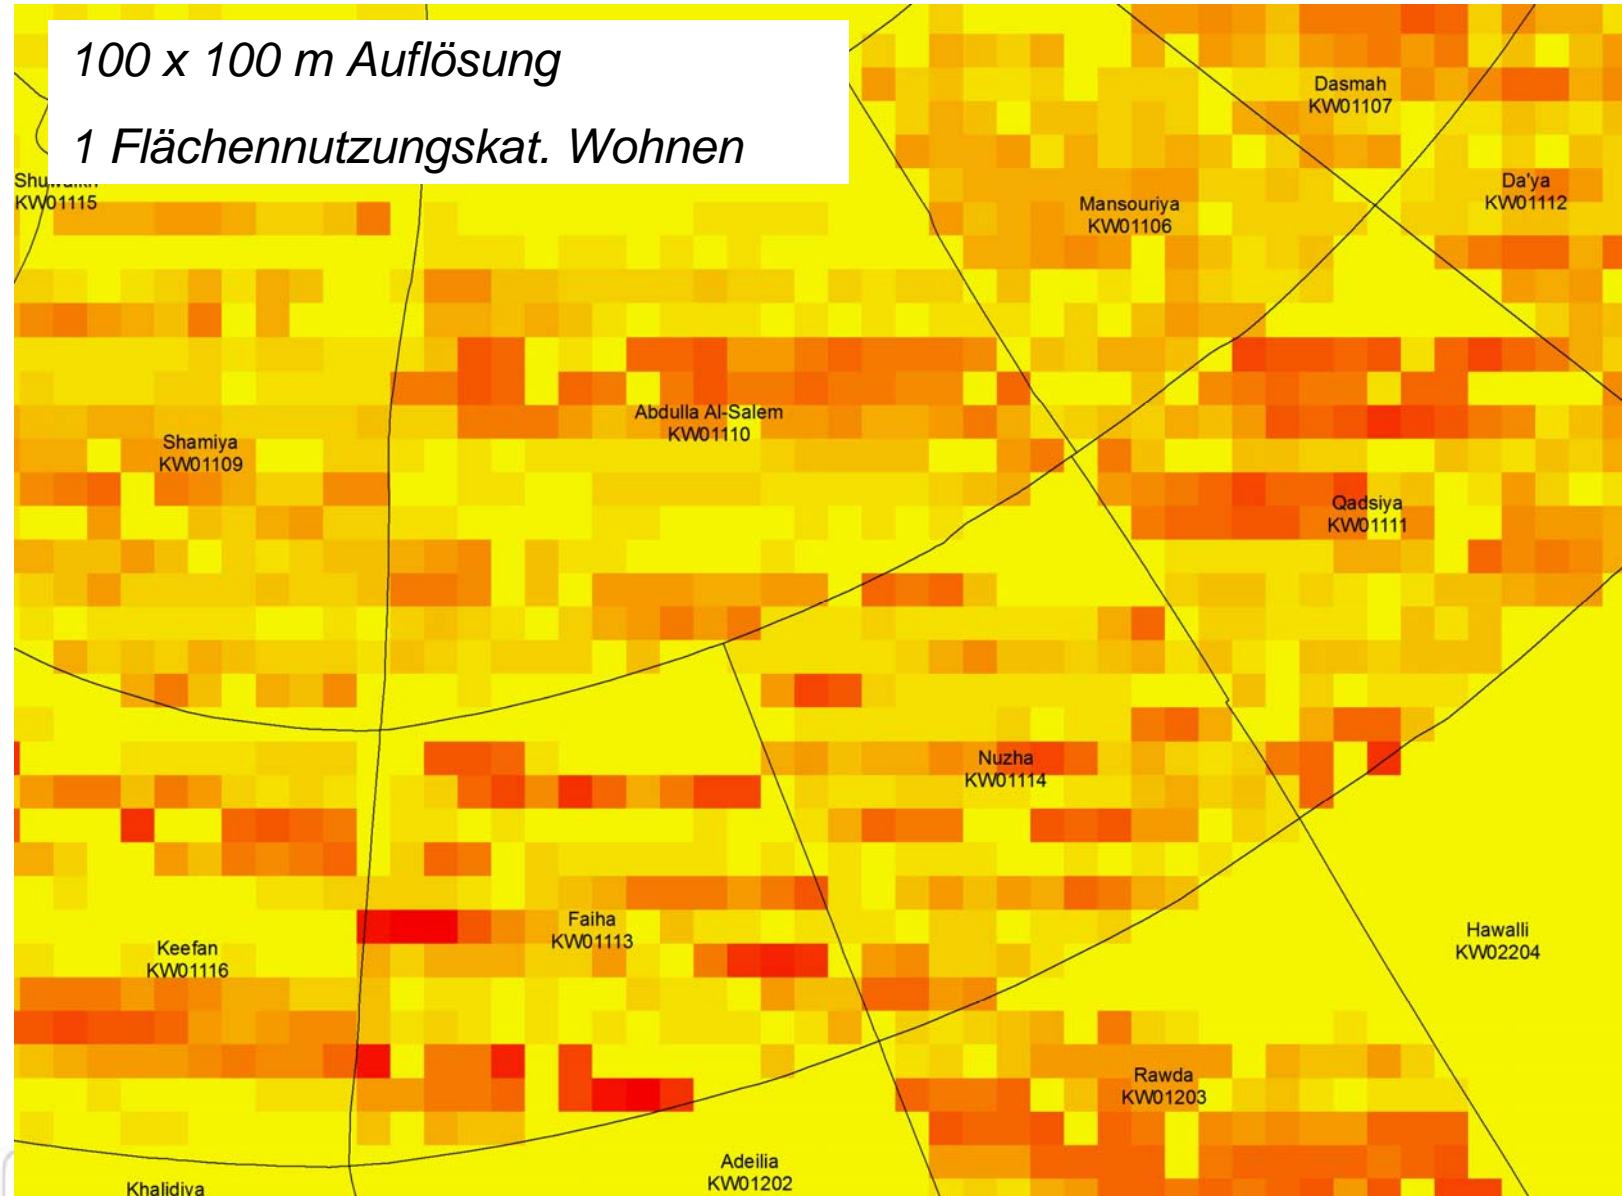 100 x 100 m Auflösung
1 Flächennutzungskat. Wohnen
Dasmah
KW01107
Shuwaikh
KW01115
Da'ya
KW01112
Mansouriya
KW01106
Abdulla Al-Salem
KW01110
Shamiya
KW01109
Qadsiya
KW01111
Nuzha
KW01114
Faiha
KW01113
Keefan
KW01116
Hawalli
KW02204
Rawda
KW01203
Adeilia
KW01202
Khalidiya